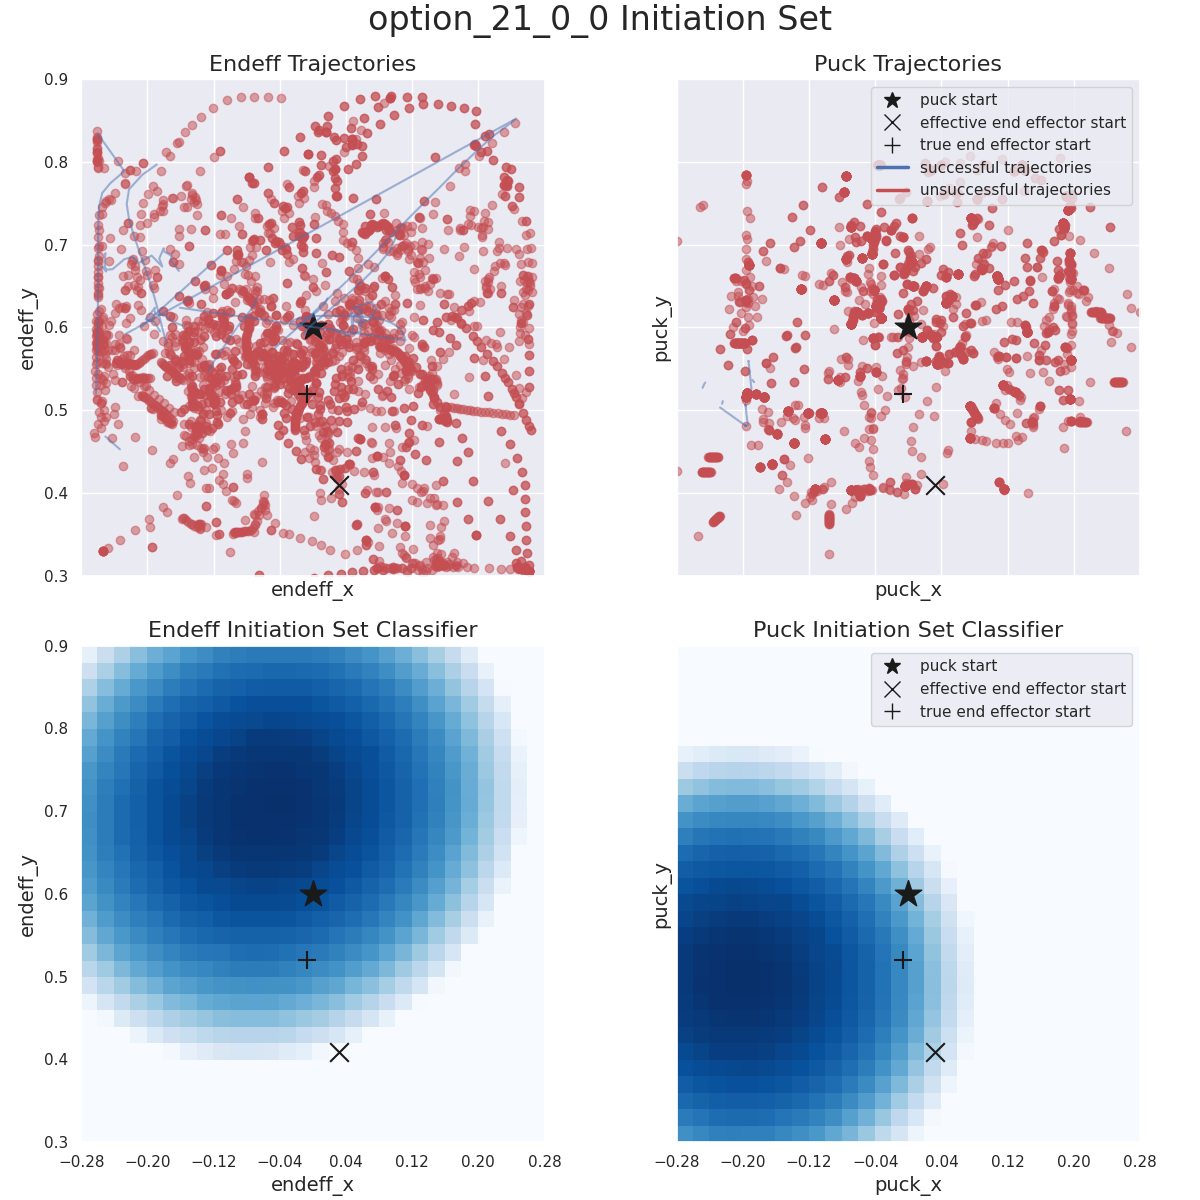 option_21_0_0 Initiation Set
Endeff Trajectories
0.9
0.8
0.7
0.6
0.5
0.4
0.3
endeff_y
endeff_x
Puck Trajectories
puck start
effective end effector start
true end effector start
successful trajectories
unsuccessful trajectories
puck_y
puck_x
Endeff Initiation Set Classifier
0.9
0.8
0.7
0.6
0.5
0.4
0.3
endeff_y
−0.28 −0.20 −0.12 −0.04 0.04 0.12 0.20 0.28
endeff_x
Puck Initiation Set Classifier
puck start
effective end effector start
true end effector start
puck_y
−0.28 −0.20 −0.12 −0.04 0.04 0.12 0.20 0.28
puck_x